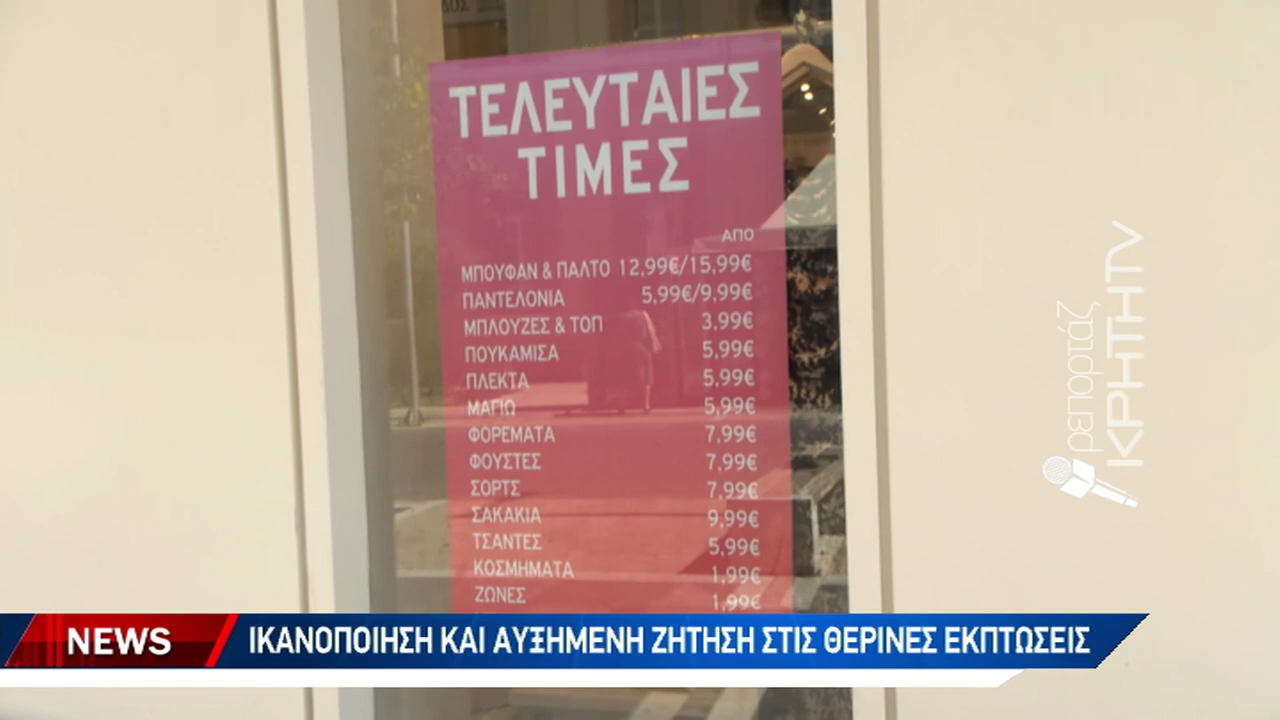 ΤΕΛΕΥΤΑΙΕΣ
ΤΙΜΕΣ
ΑΠΟ
ΜΠΟΥΦΑΝ & ΠΑΛΤΟ 12,99€/15,99€
ΠΑΝΤΕΛΟΝΙΑ 5,99€/9,99€
ΜΠΛΟΥΖΕΣ & ΤΟΠ 3,99€
ΠΟΥΚΑΜΙΣΑ 5,99€
ΠΛΕΚΤΑ 5,99€
ΜΑΓΙΩ 5,99€
ΦΟΡΕΜΑΤΑ 7,99€
ΦΟΥΣΤΕΣ 7,99€
ΣΟΡΤΣ 7,99€
ΣΑΚΑΚΙΑ 9,99€
ΤΣΑΝΤΕΣ 5,99€
ΚΟΣΜΗΜΑΤΑ 1,99€
ΖΩΝΕΣ 1,99€
ρεπορτάζ
ΚΡΗΤΗTV
NEWS ΙΚΑΝΟΠΟΙΗΣΗ ΚΑΙ ΑΥΞΗΜΕΝΗ ΖΗΤΗΣΗ ΣΤΙΣ ΘΕΡΙΝΕΣ ΕΚΠΤΩΣΕΙΣ